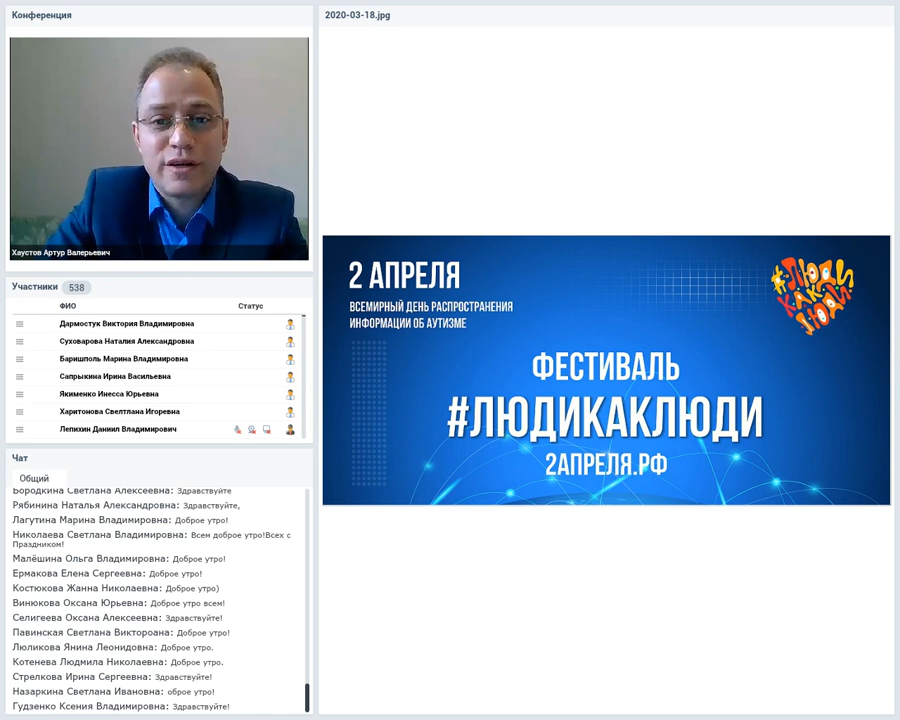 Конференция
Хаустов Артур Валерьевич
Участники 538
ФИО Статус
Дармостук Виктория Владимировна
Суховарова Наталия Александровна
Баришполь Марина Владимировна
Сапрыкина Ирина Васильевна
Якименко Инесса Юрьевна
Харитонова Свелтлана Игоревна
Лепихин Даниил Владимирович
Чат
Общий
Бородкина Светлана Алексеевна: Здравствуйте
Рябинина Наталья Александровна: Здравствуйте,
Лагутина Марина Владимировна: Доброе утро!
Николаева Светлана Владимировна: Всем доброе утро!Всех с
Праздником!
Малёшина Ольга Владимировна: Доброе утро!
Ермакова Елена Сергеевна: Доброе утро!
Костюкова Жанна Николаевна: Доброе утро)
Винюкова Оксана Юрьевна: Доброе утро всем!
Селигеева Оксана Алексеевна: Здравствуйте!
Павинская Светлана Виктороана: Доброе утро!
Люликова Янина Леонидовна: Доброе утро.
Котенева Людмила Николаевна: Доброе утро.
Стрелкова Ирина Сергеевна: Здравствуйте!
Назаркина Светлана Ивановна: оброе утро!
Гудзенко Ксения Владимировна: Здравствуйте!
2020-03-18.jpg
2 АПРЕЛЯ
ВСЕМИРНЫЙ ДЕНЬ РАСПРОСТРАНЕНИЯ
ИНФОРМАЦИИ ОБ АУТИЗМЕ
#ЛЮДИ
КАК
ЛЮДИ
ФЕСТИВАЛЬ
#ЛЮДИКАКЛЮДИ
2АПРЕЛЯ.РФ